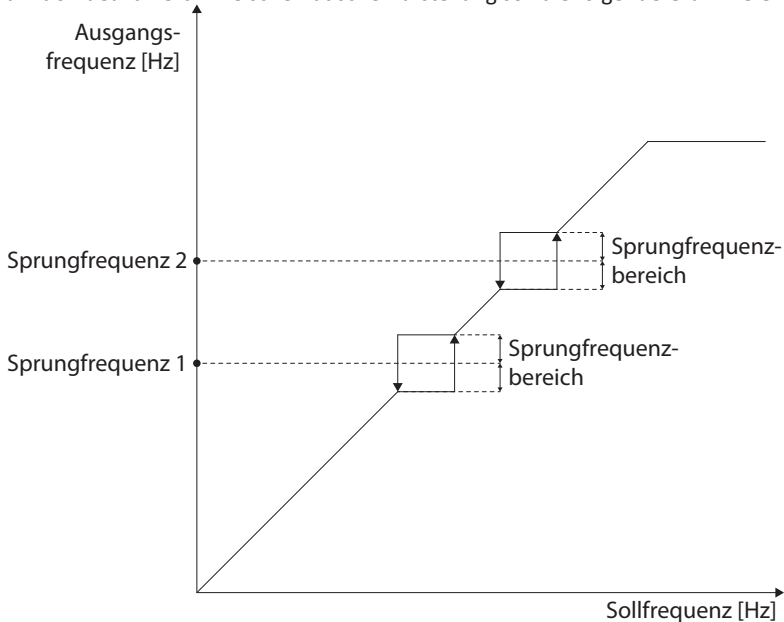 Ausgangs-
frequenz [Hz]
Sprungfrequenz 2
Sprungfrequenz-
bereich
Sprungfrequenz 1
Sprungfrequenz-
bereich
Sollfrequenz [Hz]